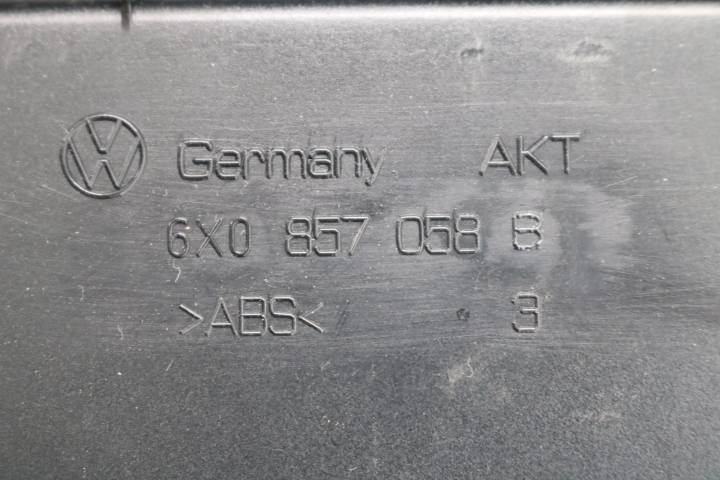 Germany AKT
6X0 857 058 B
>ABS< 3